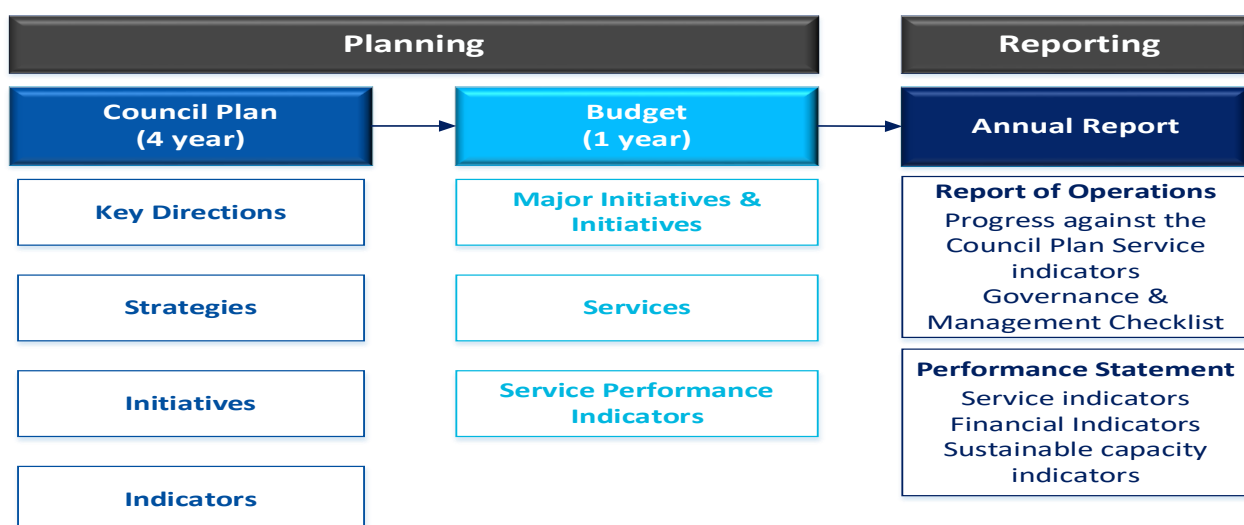 Planning
Reporting
Council Plan
(4 year)
Budget
(1 year)
Annual Report
Key Directions
Strategies
Initiatives
Indicators
Major Initiatives &
Initiatives
Services
Service Performance
Indicators
Report of Operations
Progress against the
Council Plan Service
indicators
Governance &
Management Checklist
Performance Statement
Service indicators
Financial Indicators
Sustainable capacity
indicators